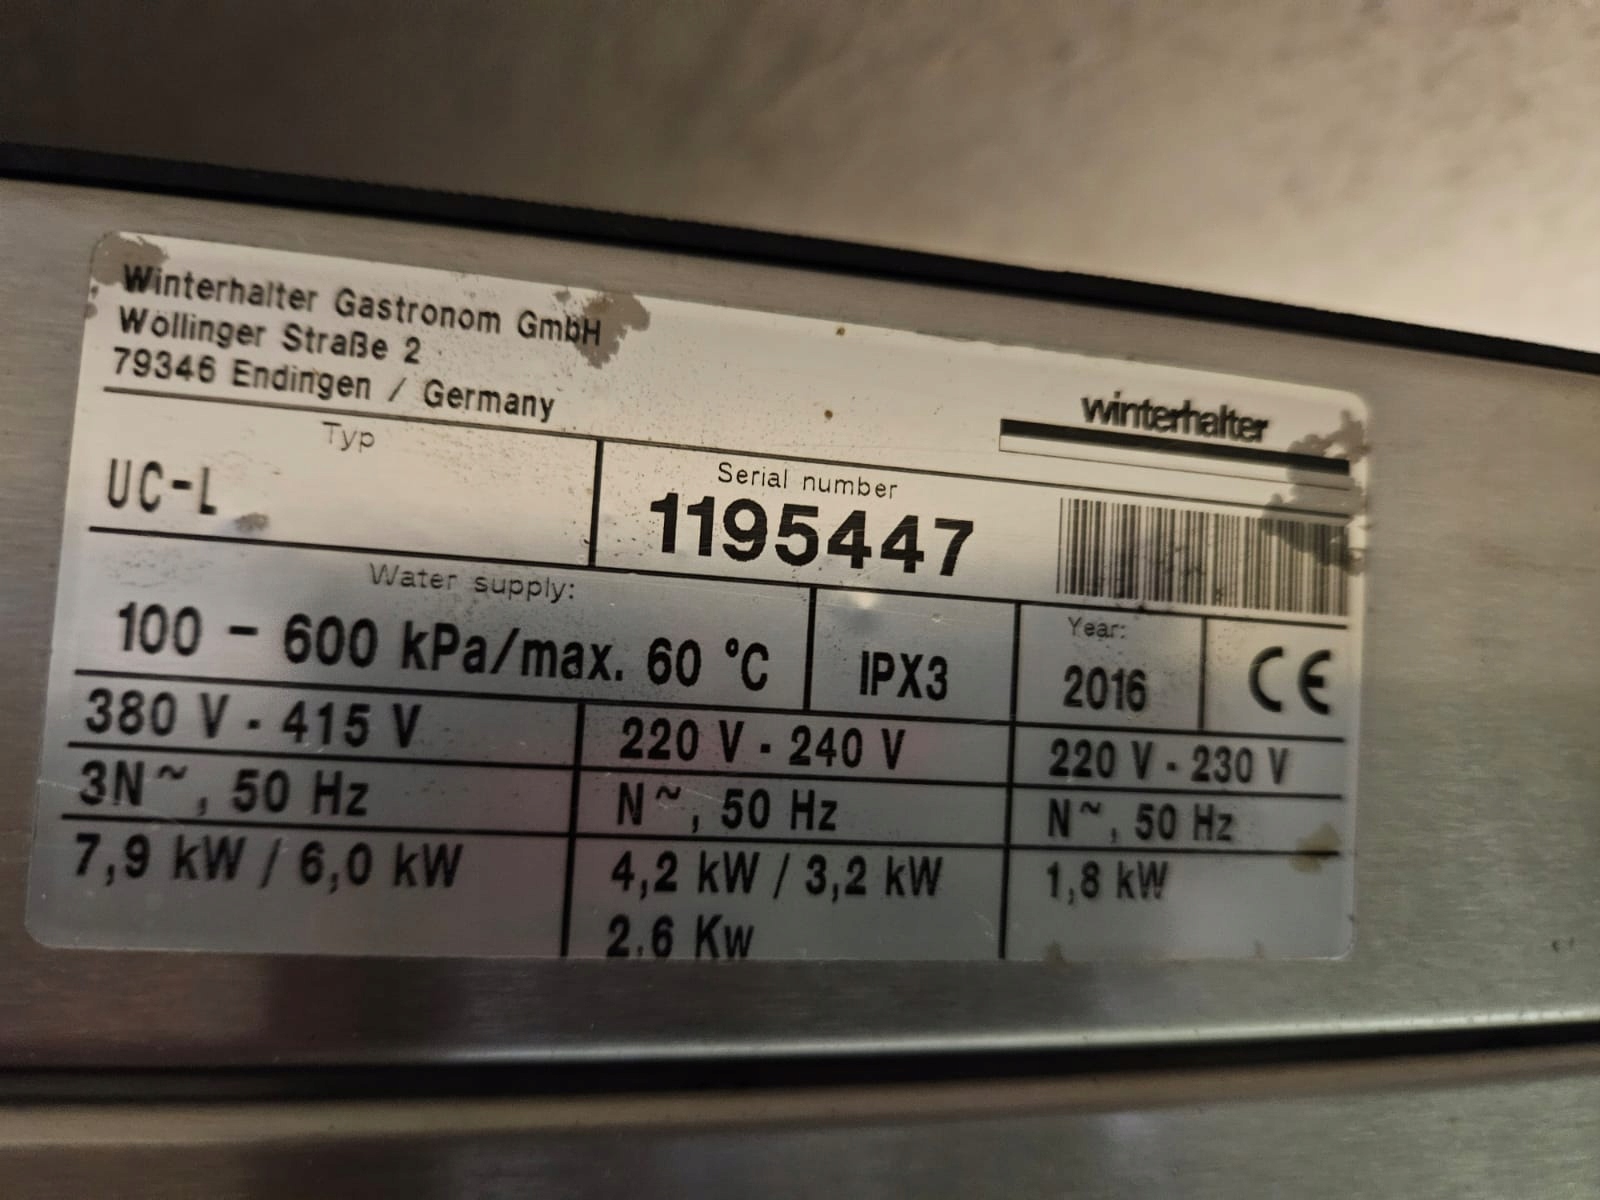 Winterhalter Gastronom GmbH
Wöllinger Straße 2
79346 Endingen / Germany
winterhalter
Typ
UC-L
Serial number
1195447
Water supply:
100 - 600 kPa/max. 60 °C
IPX3
Year:
2016
CE
380 V - 415 V
220 V - 240 V
220 V - 230 V
3N~, 50 Hz
N~, 50 Hz
N~, 50 Hz
7,9 kW / 6,0 kW
4,2 kW / 3,2 kW
1,8 kW
2.6 Kw